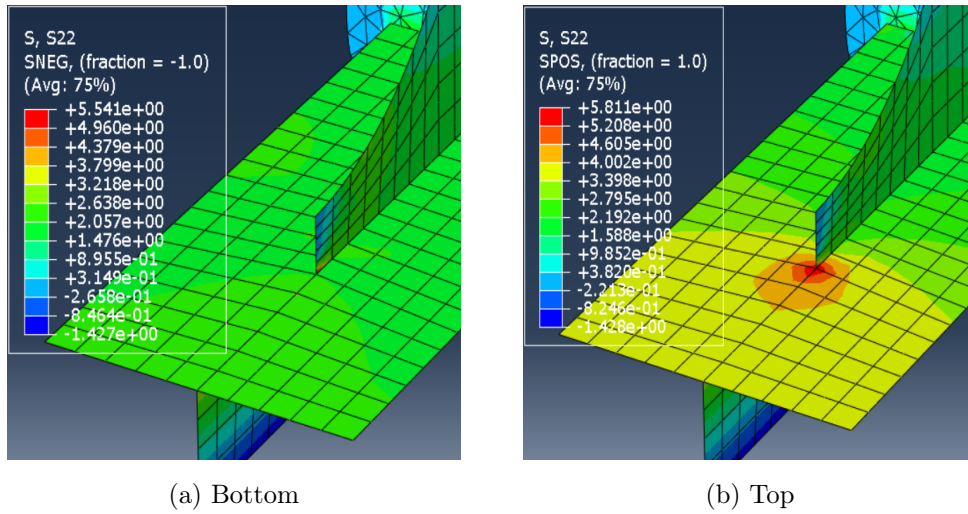 S, S22
SNEG, (fraction = -1.0)
(Avg: 75%)
+5.541e+00
+4.960e+00
+4.379e+00
+3.799e+00
+3.218e+00
+2.638e+00
+2.057e+00
+1.476e+00
+8.955e-01
+3.149e-01
-2.658e-01
-8.464e-01
-1.427e+00
S, S22
SPOS, (fraction = 1.0)
(Avg: 75%)
+5.811e+00
+5.208e+00
+4.605e+00
+4.002e+00
+3.398e+00
+2.795e+00
+2.192e+00
+1.588e+00
+9.852e-01
+3.820e-01
-2.213e-01
-8.246e-01
-1.428e+00
(a) Bottom
(b) Top